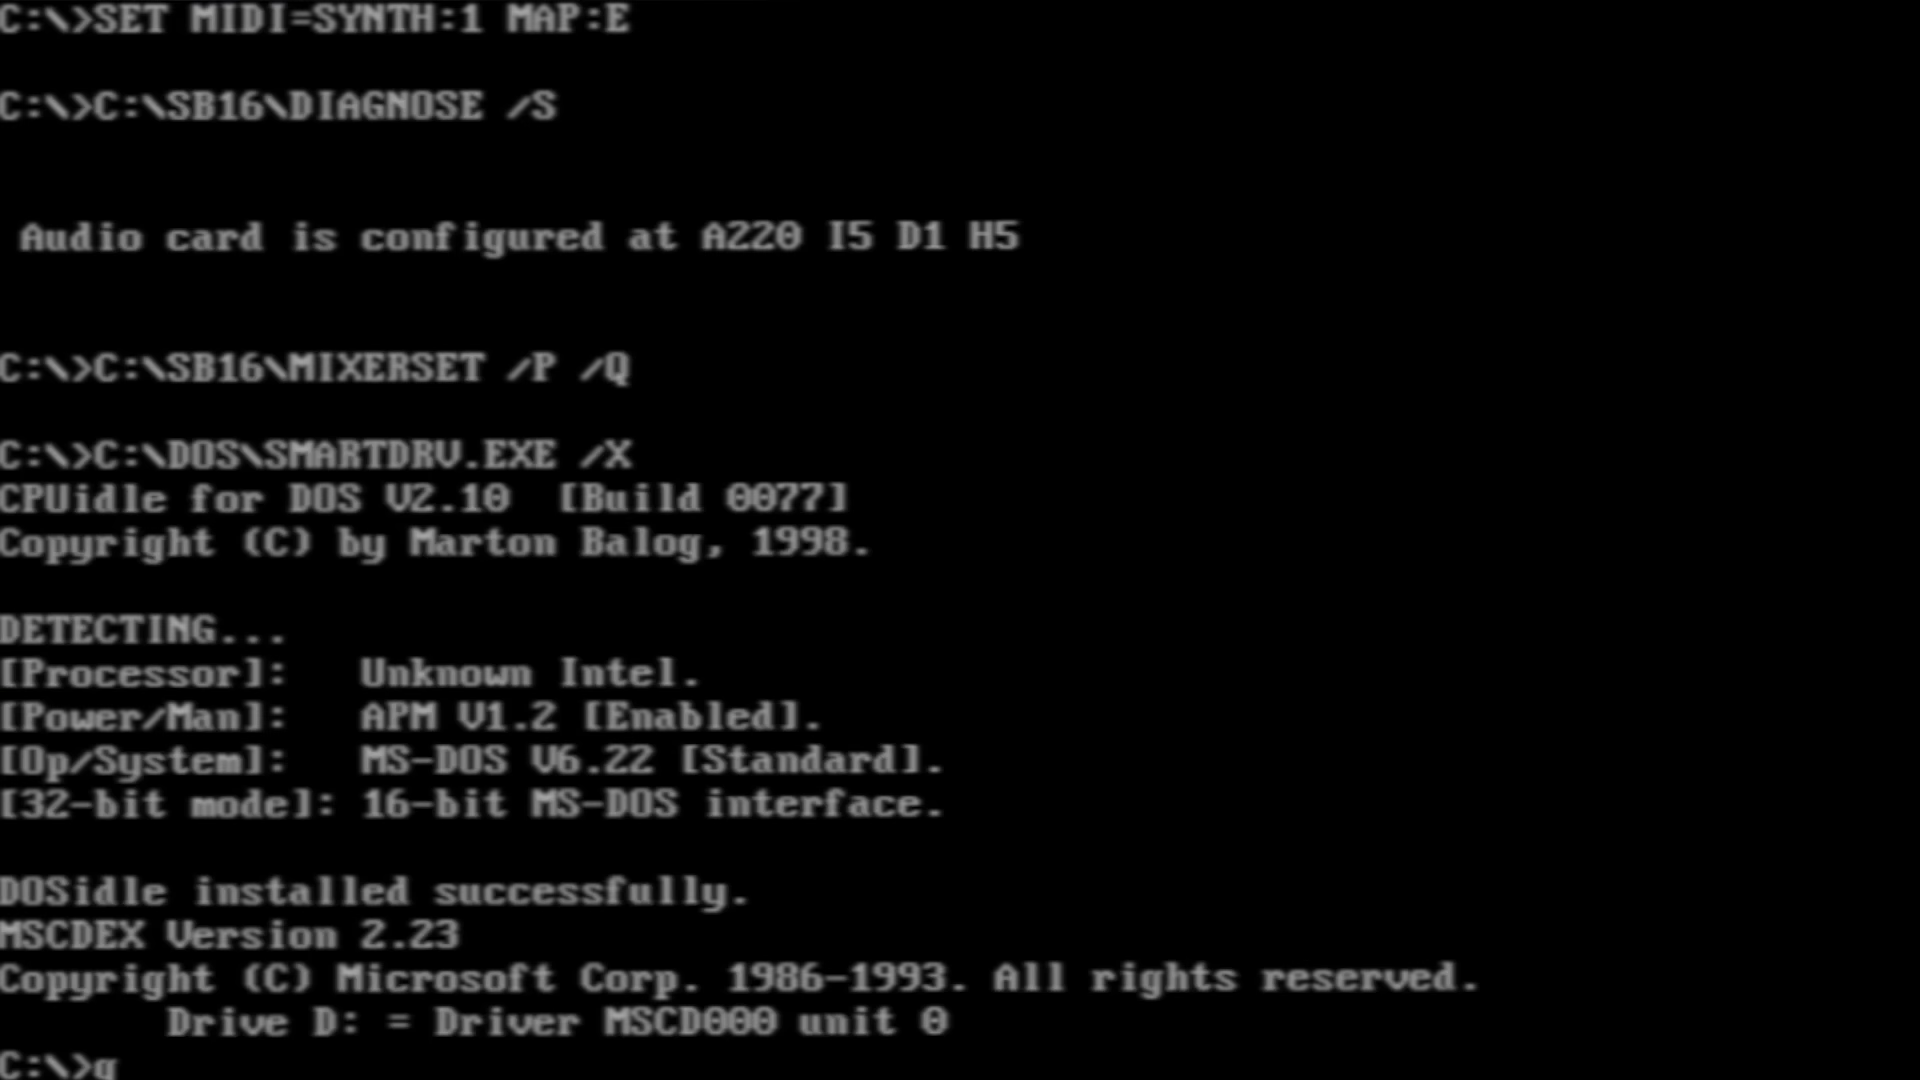 C:\>SET MIDI=SYNTH:1 MAP:E
C:\>C:\SB16\DIAGNOSE /S
Audio card is configured at A220 I5 D1 H5
C:\>C:\SB16\MIXERSET /P /Q
C:\>C:\DOS\SMARTDRV.EXE /X
CPUidle for DOS V2.10  [Build 0077]
Copyright (C) by Marton Balog, 1998.
DETECTING...
[Processor]:   Unknown Intel.
[Power/Man]:   APM V1.2 [Enabled].
[Op/System]:   MS-DOS V6.22 [Standard].
[32-bit mode]: 16-bit MS-DOS interface.
DOSidle installed successfully.
MSCDEX Version 2.23
Copyright (C) Microsoft Corp. 1986-1993. All rights reserved.
Drive D: = Driver MSCD000 unit 0
C:\>